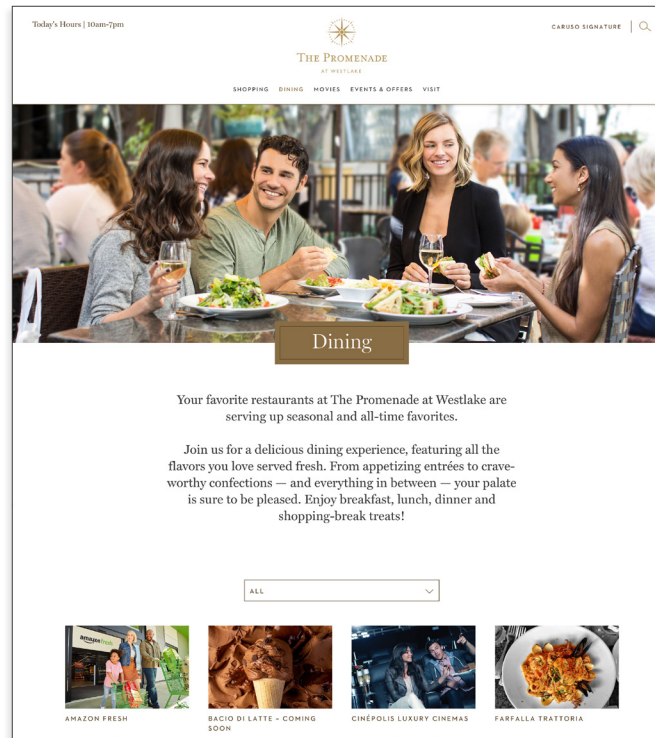 Today's Hours | 10am-7pm
CARUSO SIGNATURE
THE PROMENADE
AT WESTLAKE
SHOPPING DINING MOVIES EVENTS & OFFERS VISIT
Dining
Your favorite restaurants at The Promenade at Westlake are
serving up seasonal and all-time favorites.
Join us for a delicious dining experience, featuring all the
flavors you love served fresh. From appetizing entrées to crave-
worthy confections — and everything in between — your palate
is sure to be pleased. Enjoy breakfast, lunch, dinner and
shopping-break treats!
ALL
amazon fresh
AMAZON FRESH
BACIO DI LATTE – COMING
SOON
CINÉPOLIS LUXURY CINEMAS
FARFALLA TRATTORIA